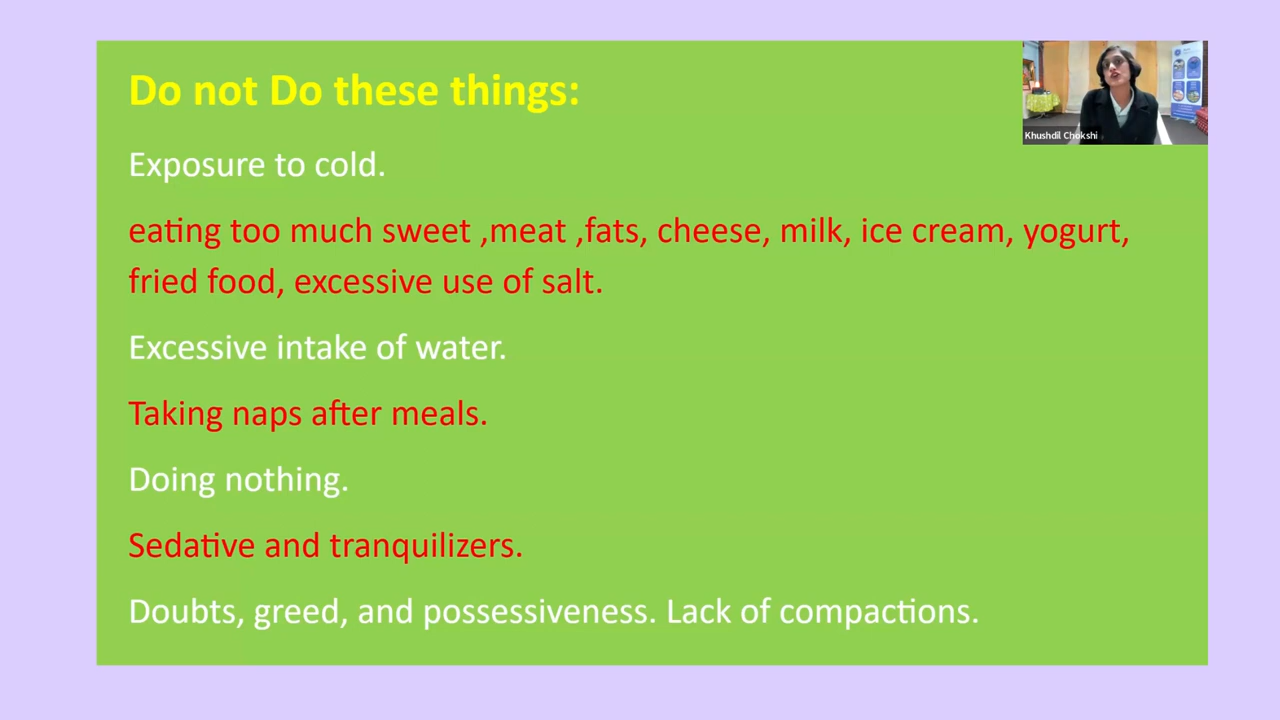 Do not Do these things:
Khushdil Chokshi
Exposure to cold.
eating too much sweet ,meat ,fats, cheese, milk, ice cream, yogurt,
fried food, excessive use of salt.
Excessive intake of water.
Taking naps after meals.
Doing nothing.
Sedative and tranquilizers.
Doubts, greed, and possessiveness. Lack of compactions.